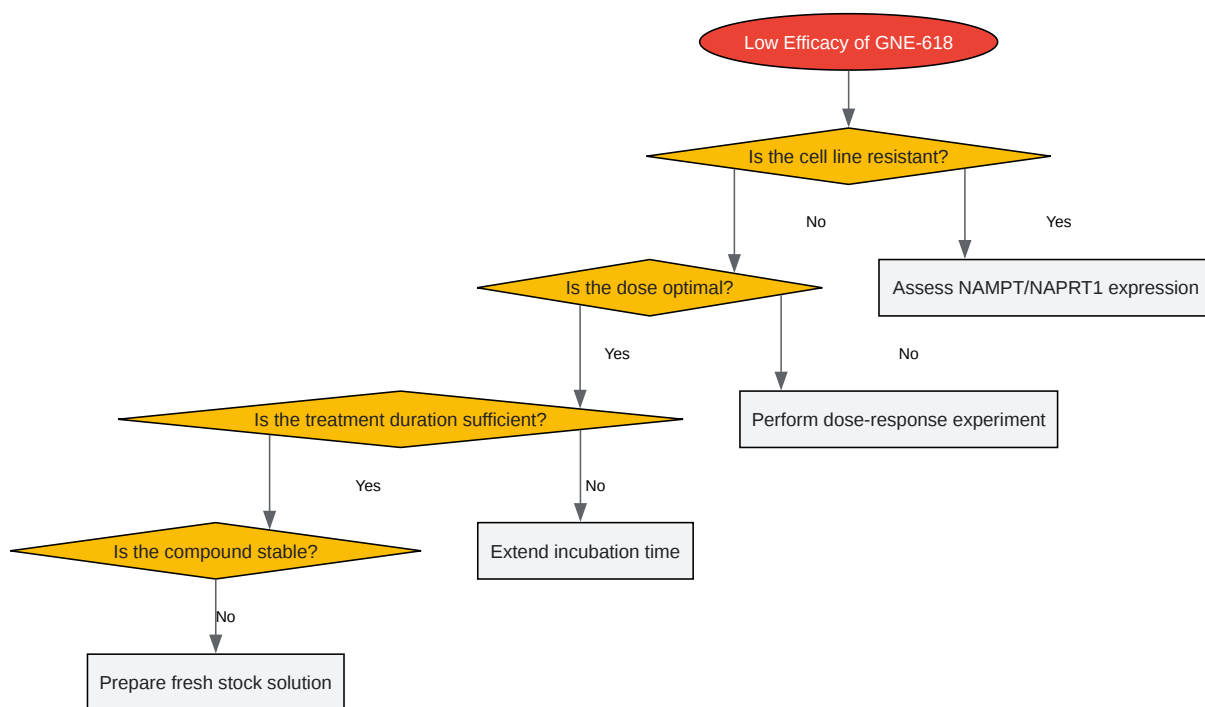 Low Efficacy of GNE-618
Is the cell line resistant?
No
Yes
Is the dose optimal?
Assess NAMPT/NAPRT1 expression
Yes
No
Is the treatment duration sufficient?
Perform dose-response experiment
Yes
No
Is the compound stable?
Extend incubation time
No
Prepare fresh stock solution